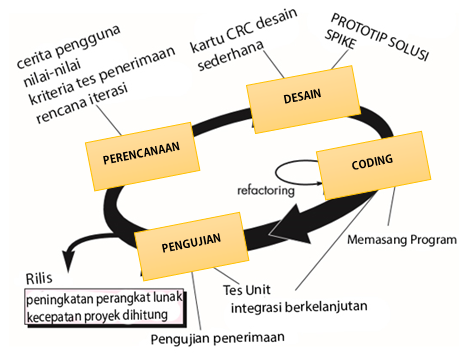 cerita pengguna
nilai-nilai
kriteria tes penerimaan
rencana iterasi
kartu CRC desain
sederhana
PROTOTIP SOLUSI
SPIKE
DESAIN
PERENCANAAN
CODING
refactoring
PENGUJIAN
Memasang Program
Rilis
peningkatan perangkat lunak
kecepatan proyek dihitung
Tes Unit
integrasi berkelanjutan
Pengujian penerimaan